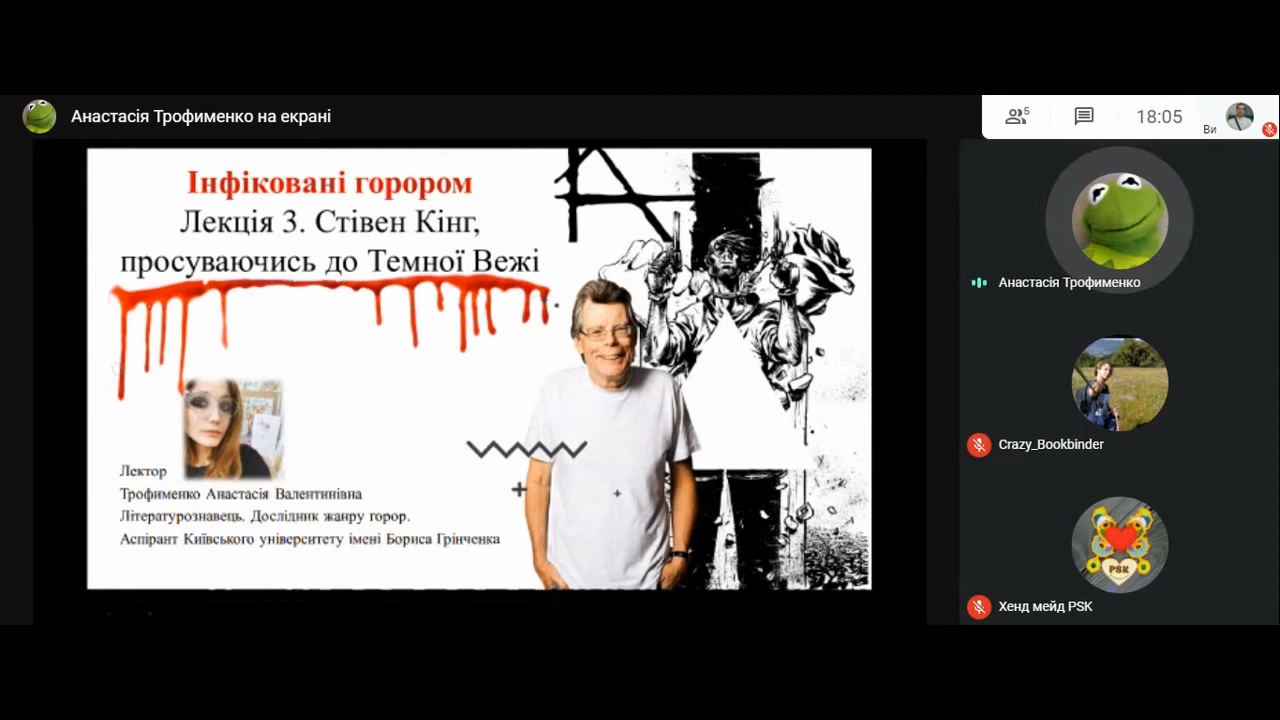 Анастасія Трофименко на екрані
5
18:05
Ви
Інфіковані горором
Лекція 3. Стівен Кінг,
просуваючись до Темної Вежі
Лектор
Трофименко Анастасія Валентинівна
Літературознавець. Дослідник жанру горор.
Аспірант Київського університету імені Бориса Грінченка
Анастасія Трофименко
Crazy_Bookbinder
PSK
Хенд мейд PSK